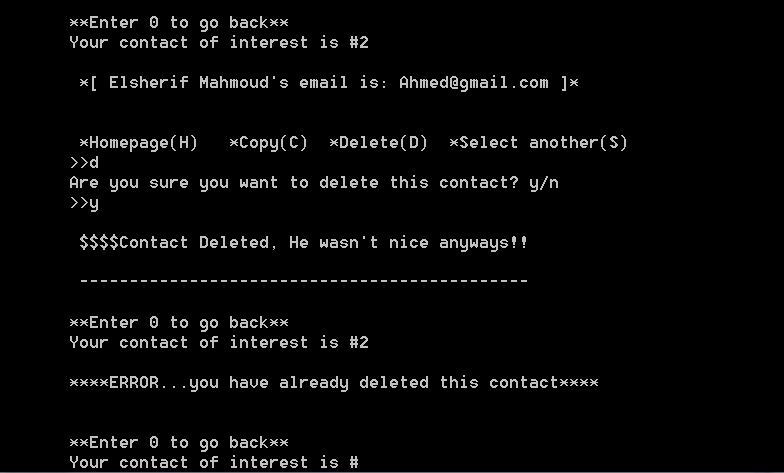 **Enter 0 to go back**
Your contact of interest is #2
*[ Elsherif Mahmoud's email is: Ahmed@gmail.com ]*
*Homepage(H)   *Copy(C)  *Delete(D)  *Select another(S)
>>d
Are you sure you want to delete this contact? y/n
>>y
$$$$Contact Deleted, He wasn't nice anyways!!
---------------------------------------------
**Enter 0 to go back**
Your contact of interest is #2
****ERROR...you have already deleted this contact****
**Enter 0 to go back**
Your contact of interest is #